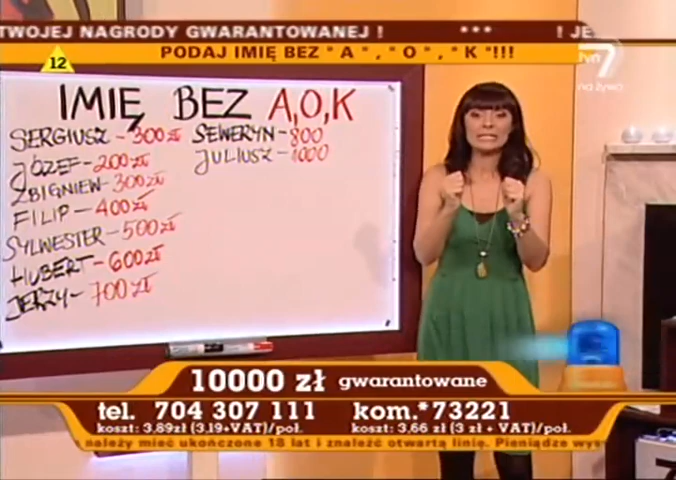 TWOJEJ NAGRODY GWARANTOWANEJ ! *** ! JE
PODAJ IMIĘ BEZ " A " , " O " , " K "!!!
12
tvn 7
na żywo
IMIĘ BEZ A,O,K
SERGIUSZ - 300 ZŁ
JÓZEF - 200 ZŁ
ZBIGNIEW - 300 ZŁ
FILIP - 400 ZŁ
SYLWESTER - 500 ZŁ
HUBERT - 600 ZŁ
JERZY - 700 ZŁ
SEWERYN - 800
JULIUSZ - 1000
10000 zł gwarantowane
tel. 704 307 111
koszt: 3.89zł (3.19+VAT)/poł.
kom.*73221
koszt: 3.66 zł (3 zł + VAT)/poł.
należy mieć ukończone 18 lat i znaleźć otwartą linię. Pieniądze wys